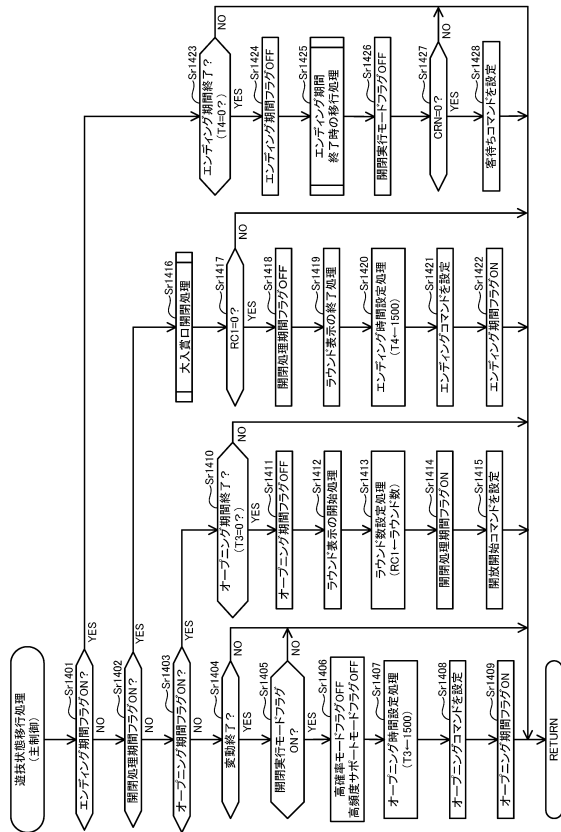 遊技状態移行処理
(主制御)
Sr1401
エンディング期間フラグON?
YES
NO
Sr1402
開閉処理期間フラグON?
YES
NO
Sr1403
オープニング期間フラグON?
YES
NO
Sr1404
変動終了?
NO
YES
Sr1405
開閉実行モードフラグ
ON?
NO
YES
Sr1406
高確率モードフラグOFF
高頻度サポートモードフラグOFF
Sr1407
オープニング時間設定処理
(T3←1500)
Sr1408
オープニングコマンドを設定
Sr1409
オープニング期間フラグON
RETURN
Sr1410
オープニング期間終了?
(T3=0?)
NO
YES
Sr1411
オープニング期間フラグOFF
Sr1412
ラウンド表示の開始処理
Sr1413
ラウンド数設定処理
(RC1←ラウンド数)
Sr1414
開閉処理期間フラグON
Sr1415
開放開始コマンドを設定
Sr1416
大入賞口開閉処理
Sr1417
RC1=0?
NO
YES
Sr1418
開閉処理期間フラグOFF
Sr1419
ラウンド表示の終了処理
Sr1420
エンディング時間設定処理
(T4←1500)
Sr1421
エンディングコマンドを設定
Sr1422
エンディング期間フラグON
Sr1423
エンディング期間終了?
(T4=0?)
NO
YES
Sr1424
エンディング期間フラグOFF
Sr1425
エンディング期間
終了時の移行処理
Sr1426
開閉実行モードフラグOFF
Sr1427
CRN=0?
NO
YES
Sr1428
客待ちコマンドを設定